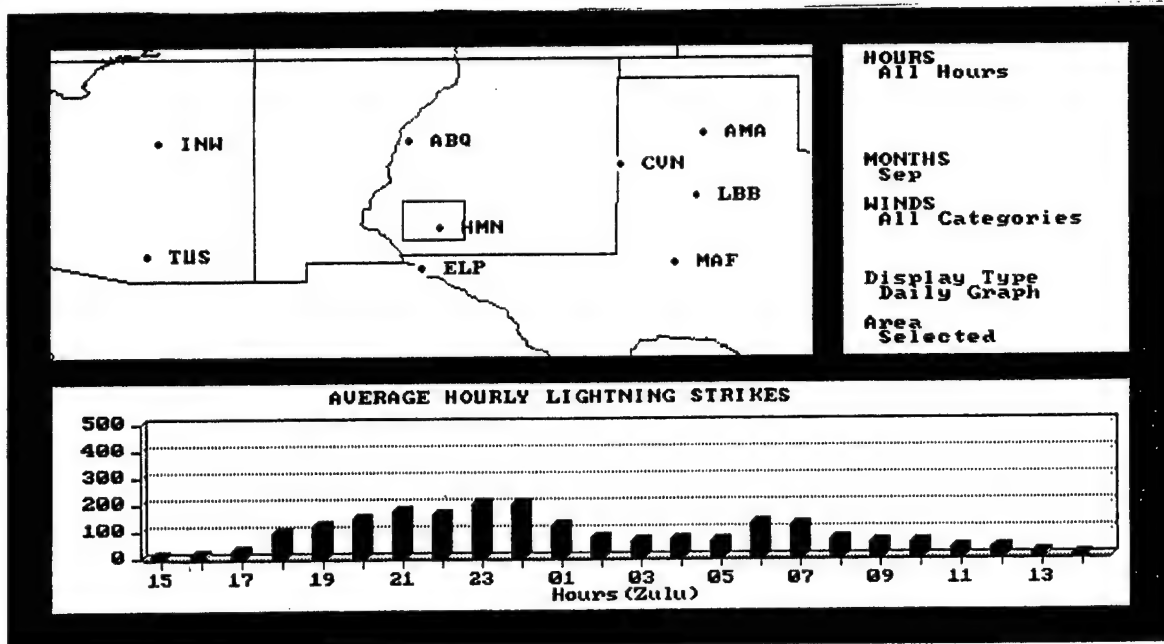 HOURS
All Hours
INW
ABQ
AMA
CVN
MONTHS
Sep
LBB
WINDS
All Categories
HMN
TUS
ELP
MAF
Display Type
Daily Graph
Area
Selected
AVERAGE HOURLY LIGHTNING STRIKES
500
400
300
200
100
0
15 17 19 21 23 01 03 05 07 09 11 13
Hours(Zulu)